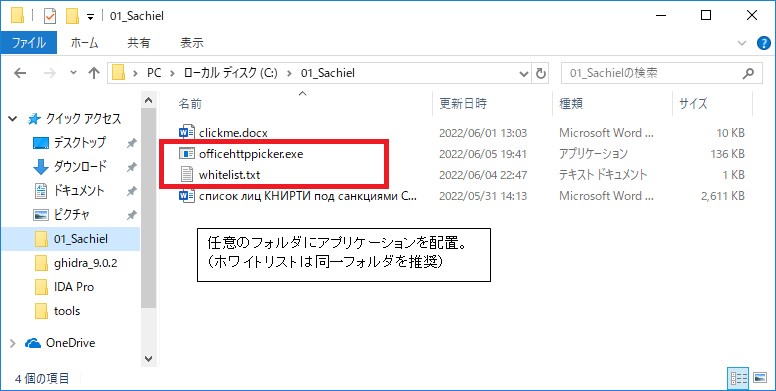 01_Sachiel
ファイル ホーム 共有 表示
PC ローカル ディスク (C:) 01_Sachiel 01_Sachielの検索
名前 更新日時 種類 サイズ
クイック アクセス
デスクトップ
ダウンロード
ドキュメント
ピクチャ
01_Sachiel
ghidra_9.0.2
IDA Pro
tools
OneDrive
clickme.docx 2022/06/01 13:03 Microsoft Word ... 10 KB
officehttppicker.exe 2022/06/05 19:41 アプリケーション 136 KB
whitelist.txt 2022/06/04 22:47 テキスト ドキュメント 1 KB
список лиц КНИРТИ под санкциями С... 2022/05/31 14:13 Microsoft Word ... 2,611 KB
任意のフォルダにアプリケーションを配置。
(ホワイトリストは同一フォルダを推奨)
4 個の項目